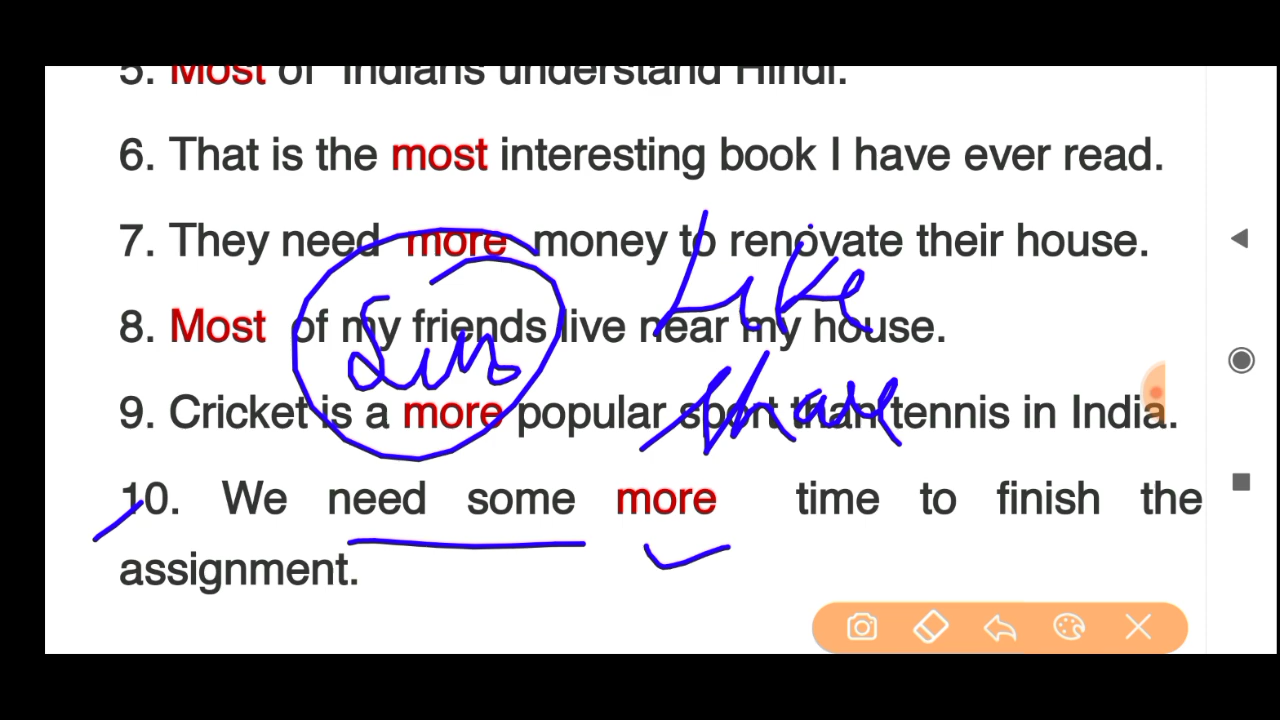 5. Most of Indians understand Hindi.
6. That is the most interesting book I have ever read.
7. They need more money to renovate their house.
8. Most of my friends live near my house.
9. Cricket is a more popular sport than tennis in India.
10. We need some more time to finish the
assignment.
Like
Share